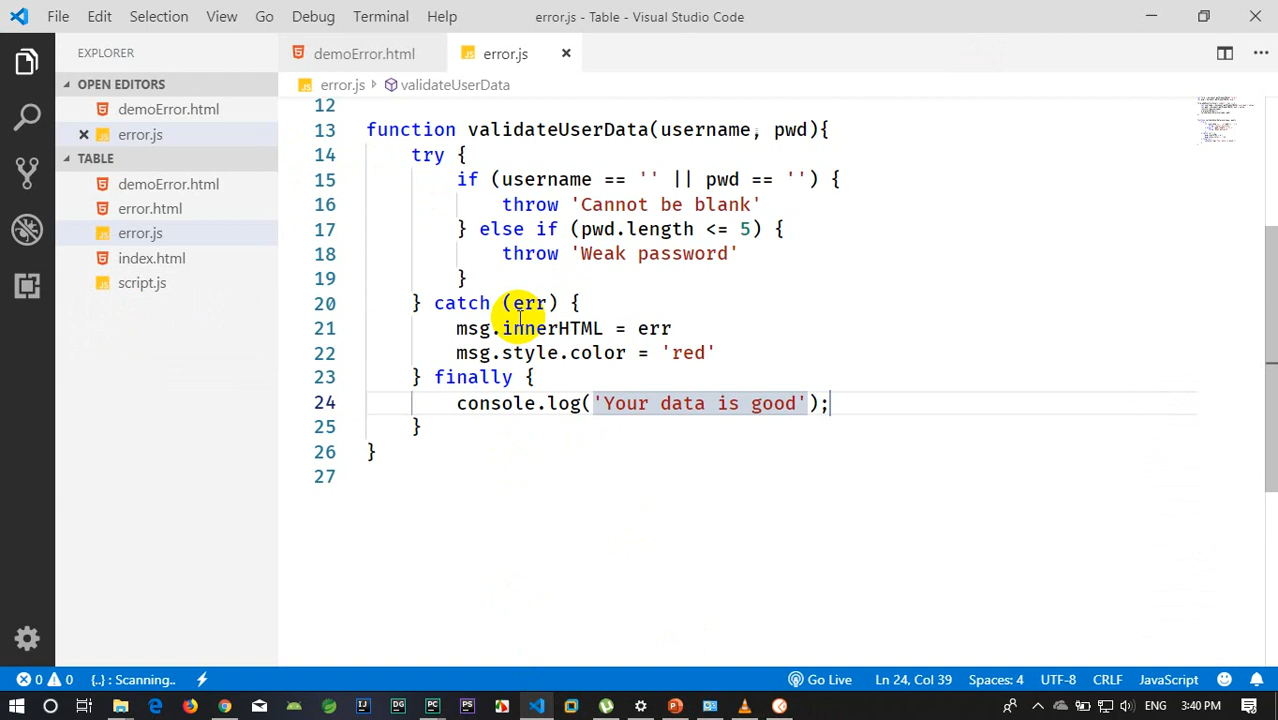 File Edit Selection View Go Debug Terminal Help error.js - Table - Visual Studio Code
EXPLORER
OPEN EDITORS
demoError.html
error.js
TABLE
demoError.html
error.html
error.js
index.html
script.js
demoError.html error.js
error.js validateUserData
12
13 function validateUserData(username, pwd){
14 try {
15 if (username == '' || pwd == '') {
16 throw 'Cannot be blank'
17 } else if (pwd.length <= 5) {
18 throw 'Weak password'
19 }
20 } catch (err) {
21 msg.innerHTML = err
22 msg.style.color = 'red'
23 } finally {
24 console.log('Your data is good');
25 }
26 }
27
0 0 {..} : Scanning.. Go Live Ln 24, Col 39 Spaces: 4 UTF-8 CRLF JavaScript
IJ DG PC PS 3:40 PM